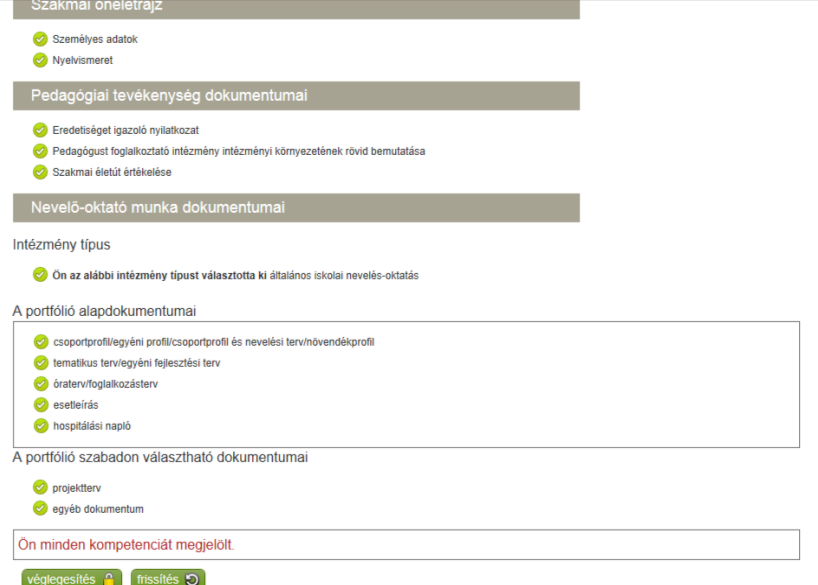 Szakmai önéletrajz
Személyes adatok
Nyelvismeret
Pedagógiai tevékenység dokumentumai
Eredetiséget igazoló nyilatkozat
Pedagógust foglalkoztató intézmény intézményi környezetének rövid bemutatása
Szakmai életút értékelése
Nevelő-oktató munka dokumentumai
Intézmény típus
Ön az alábbi intézmény típust választotta ki általános iskolai nevelés-oktatás
A portfólió alapdokumentumai
csoportprofil/egyéni profil/csoportprofil és nevelési terv/növendékprofil
tematikus terv/egyéni fejlesztési terv
óraterv/foglalkozásterv
esetleírás
hospitálási napló
A portfólió szabadon választható dokumentumai
projektterv
egyéb dokumentum
Ön minden kompetenciát megjelölt.
véglegesítés frissítés